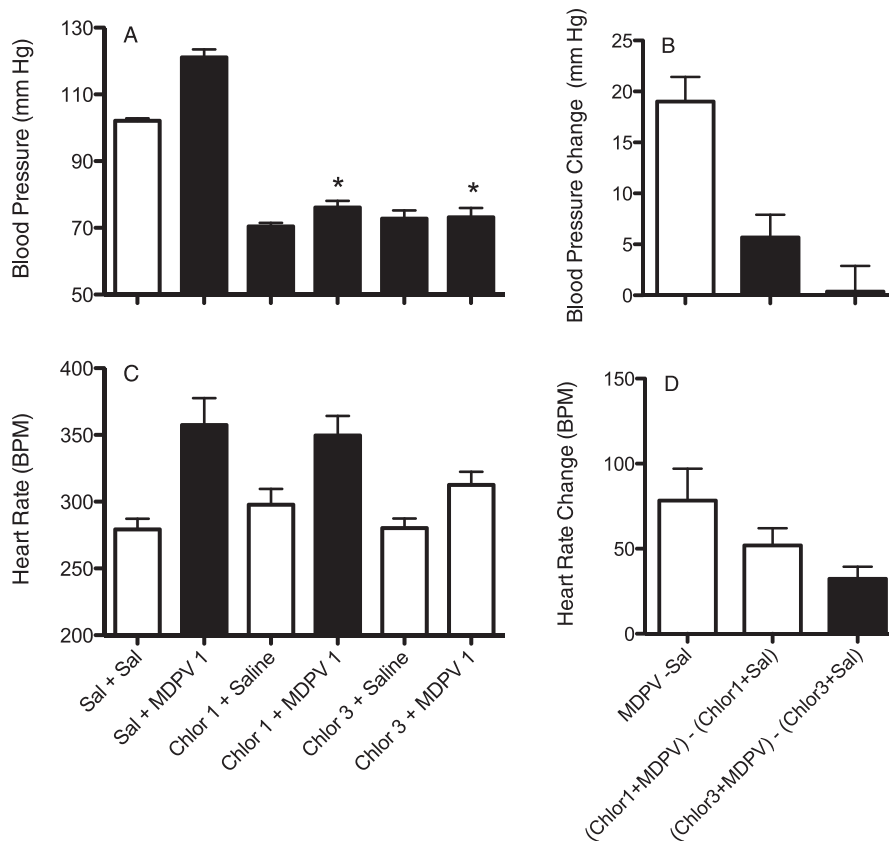 A
Blood Pressure (mm Hg)
130
110
90
70
50
*
*
B
Blood Pressure Change (mm Hg)
25
20
15
10
5
0
C
Heart Rate (BPM)
400
350
300
250
200
Sal + Sal
Sal + MDPV 1
Chlor 1 + Saline
Chlor 1 + MDPV 1
Chlor 3 + Saline
Chlor 3 + MDPV 1
D
Heart Rate Change (BPM)
150
100
50
0
MDPV -Sal
(Chlor1+MDPV) - (Chlor1+Sal)
(Chlor3+MDPV) - (Chlor3+Sal)